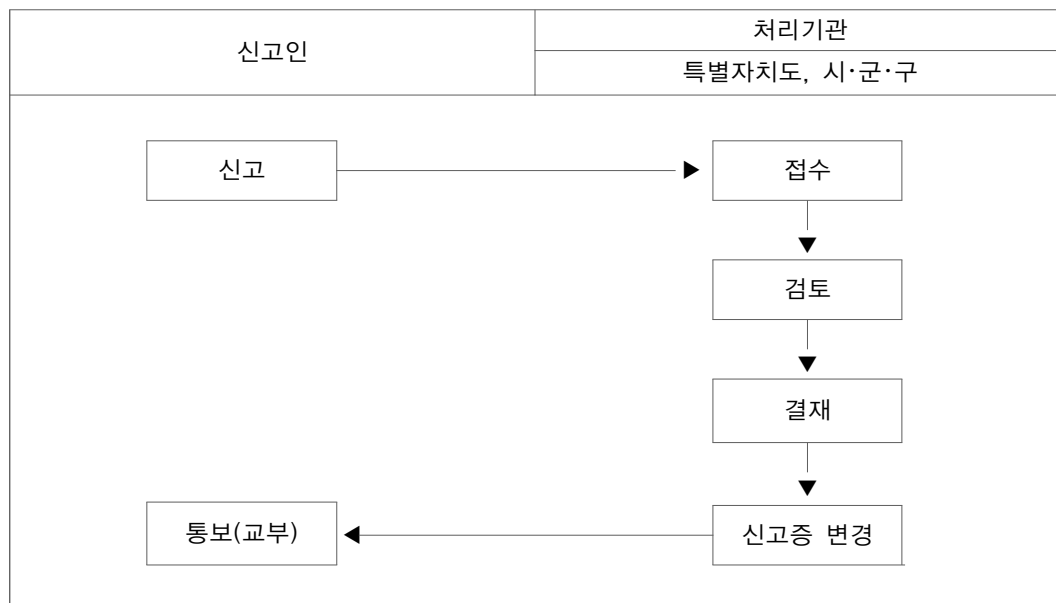 신고인
처리기관
특별자치도, 시·군·구
신고
접수
검토
결재
신고증 변경
통보(교부)